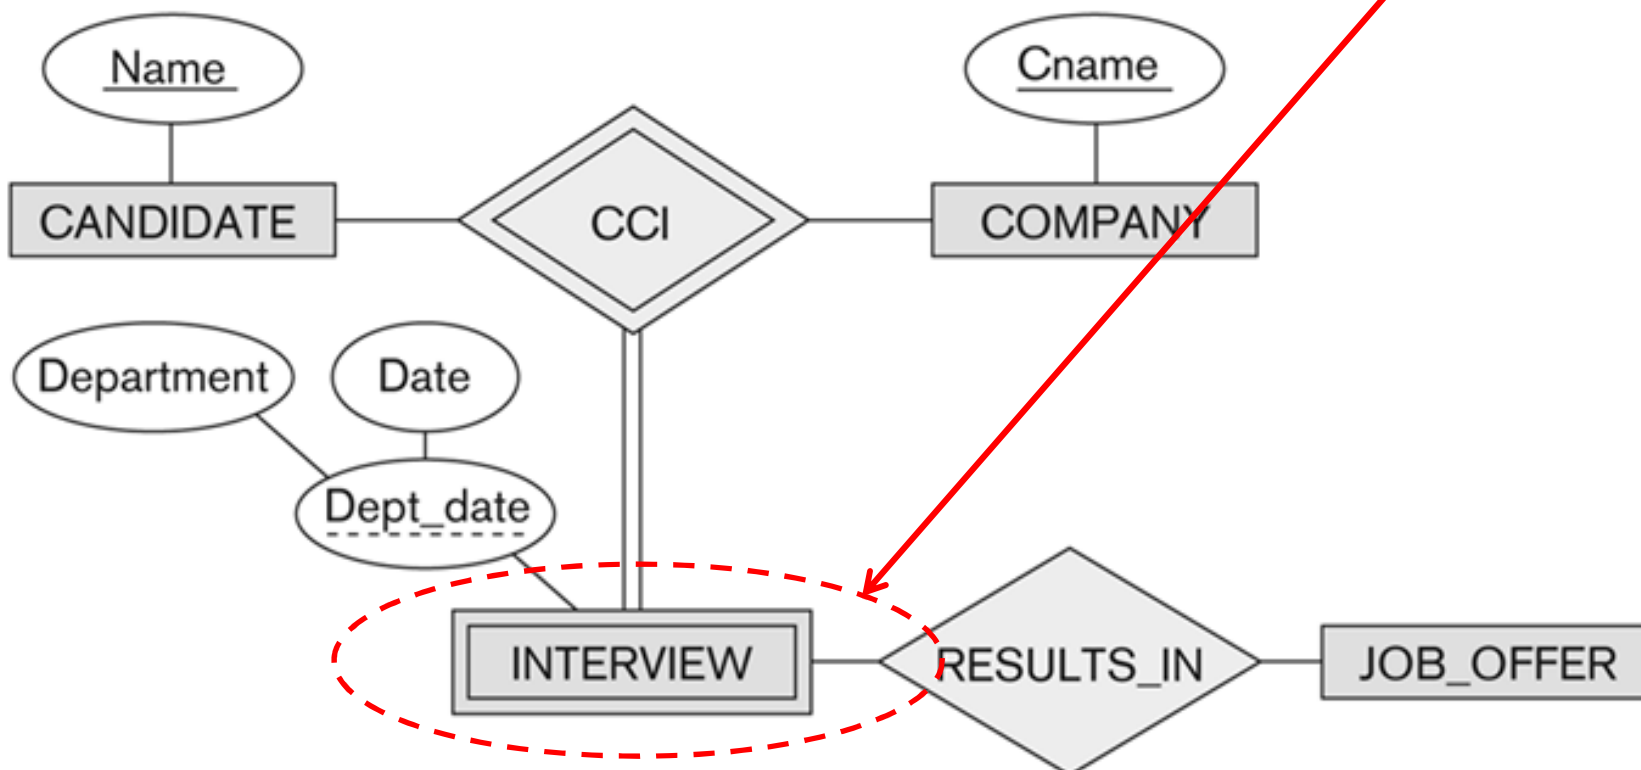 Name
Cname
CANDIDATE
CCI
COMPANY
Department
Date
Dept_date
INTERVIEW
RESULTS_IN
JOB_OFFER